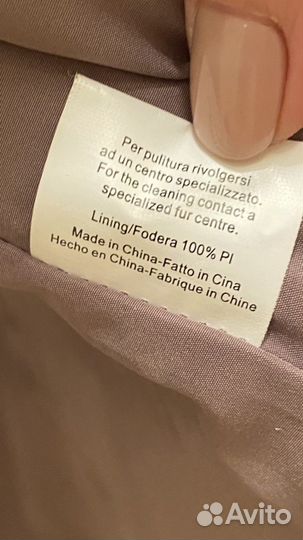 Per pulitura rivolgersi
ad un centro specializzato.
For the cleaning contact a
specialized fur centre.
Lining/Fodera 100% PI
Made in China-Fatto in Cina
Hecho en China-Fabrique in Chine
Avito